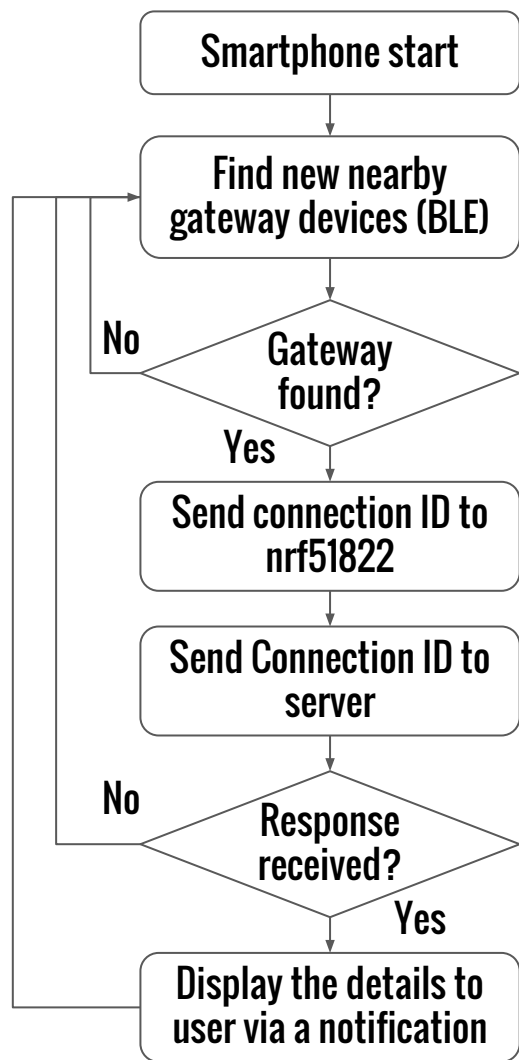 Smartphone start
Find new nearby
gateway devices (BLE)
No
Gateway
found?
Yes
Send connection ID to
nrf51822
Send Connection ID to
server
No
Response
received?
Yes
Display the details to
user via a notification